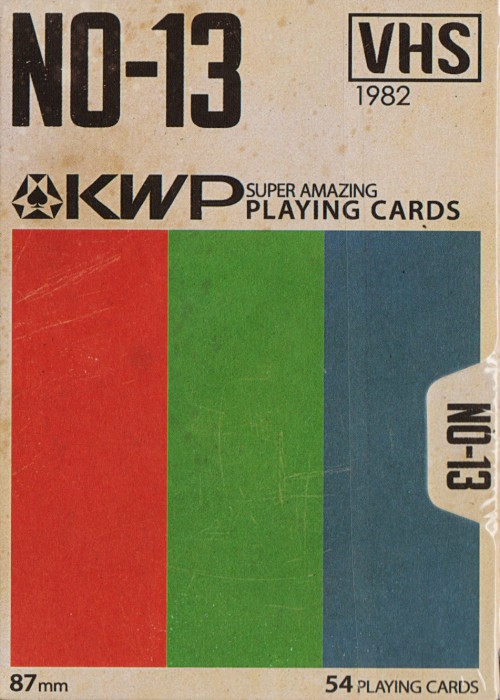 NO-13
VHS
1982
KWP
SUPER AMAZING
PLAYING CARDS
NO-13
87mm
54 PLAYING CARDS